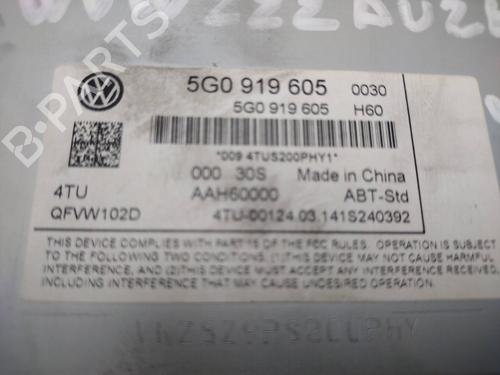 5G0 919 605 0030
5G0 919 605 H60
*009 4TUS200PHY1*
000 30S Made in China
4TU AAH60000 ABT-Std
QFVW102D 4TU-00124.03.141S240392
THIS DEVICE COMPLIES WITH PART 15 OF THE FCC RULES. OPERATION IS SUBJECT
TO THE FOLLOWING TWO CONDITIONS, (1)THIS DEVICE MAY NOT CAUSE HARMFUL
INTERFERENCE, AND (2)THIS DEVICE MUST ACCEPT ANY INTERFERENCE RECEIVED,
INCLUDING INTERFERENCE THAT MAY CAUSE UNDESIRED OPERATION.
B-PARTS